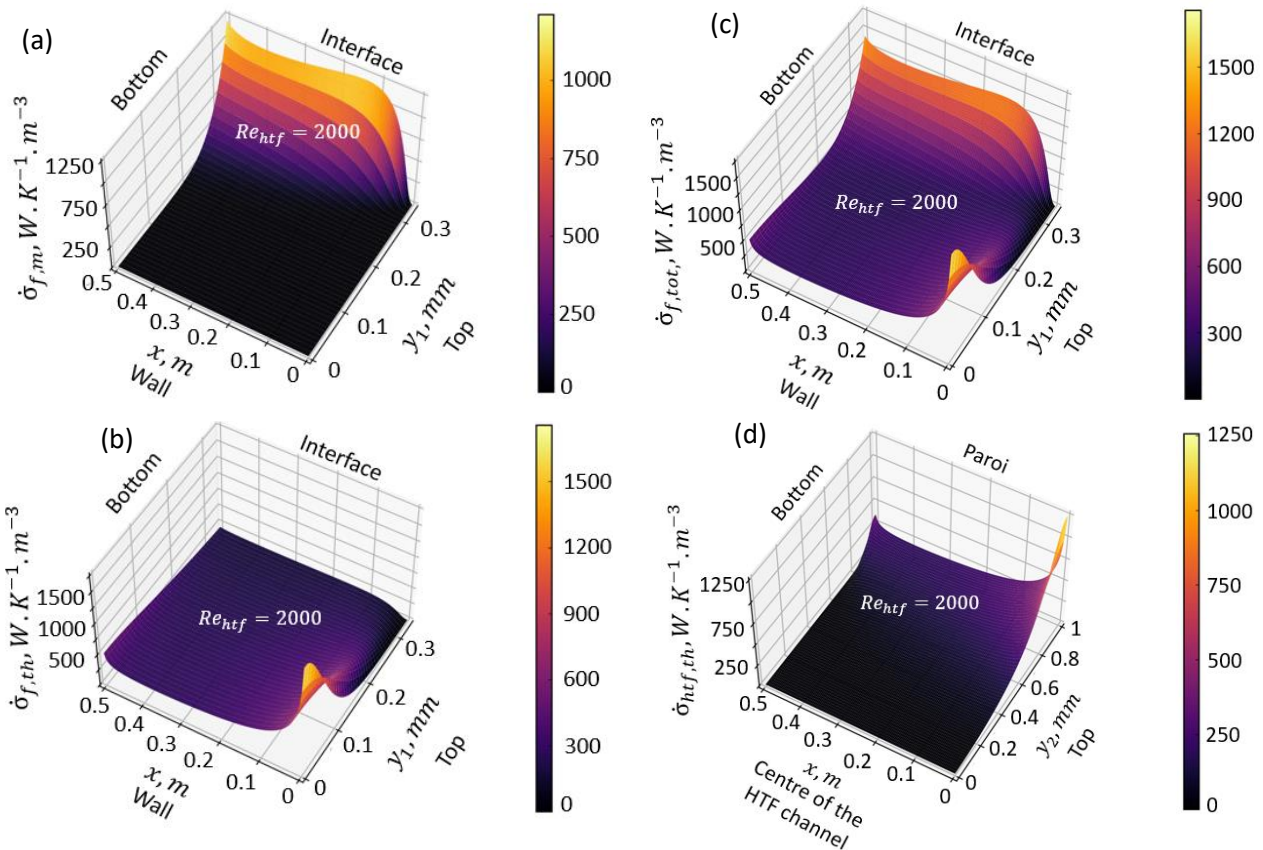 (a)
Bottom
Interface
Re_htf = 2000
σ̇_f,m, W.K⁻¹.m⁻³
1250
750
250
0.5
0.4
0.3
0.2
0.1
0
x, m
Wall
0
0.1
0.2
0.3
y₁, mm
Top
1000
750
500
250
0
(c)
Bottom
Interface
Re_htf = 2000
σ̇_f,tot,, W.K⁻¹.m⁻³
1500
1000
500
0.5
0.4
0.3
0.2
0.1
0
x, m
Wall
0
0.1
0.2
0.3
y₁, mm
Top
1500
1200
900
600
300
(b)
Bottom
Interface
Re_htf = 2000
σ̇_f,th, W.K⁻¹.m⁻³
1500
1000
500
0.5
0.4
0.3
0.2
0.1
0
x, m
Wall
0
0.1
0.2
0.3
y₁, mm
Top
1500
1200
900
600
300
0
(d)
Bottom
Paroi
Re_htf = 2000
σ̇_htf,th, W.K⁻¹.m⁻³
1250
750
250
0.5
0.4
0.3
0.2
0.1
0
x, m
Centre of the
HTF channel
0
0.2
0.4
0.6
0.8
1
y₂, mm
Top
1250
1000
750
500
250
0